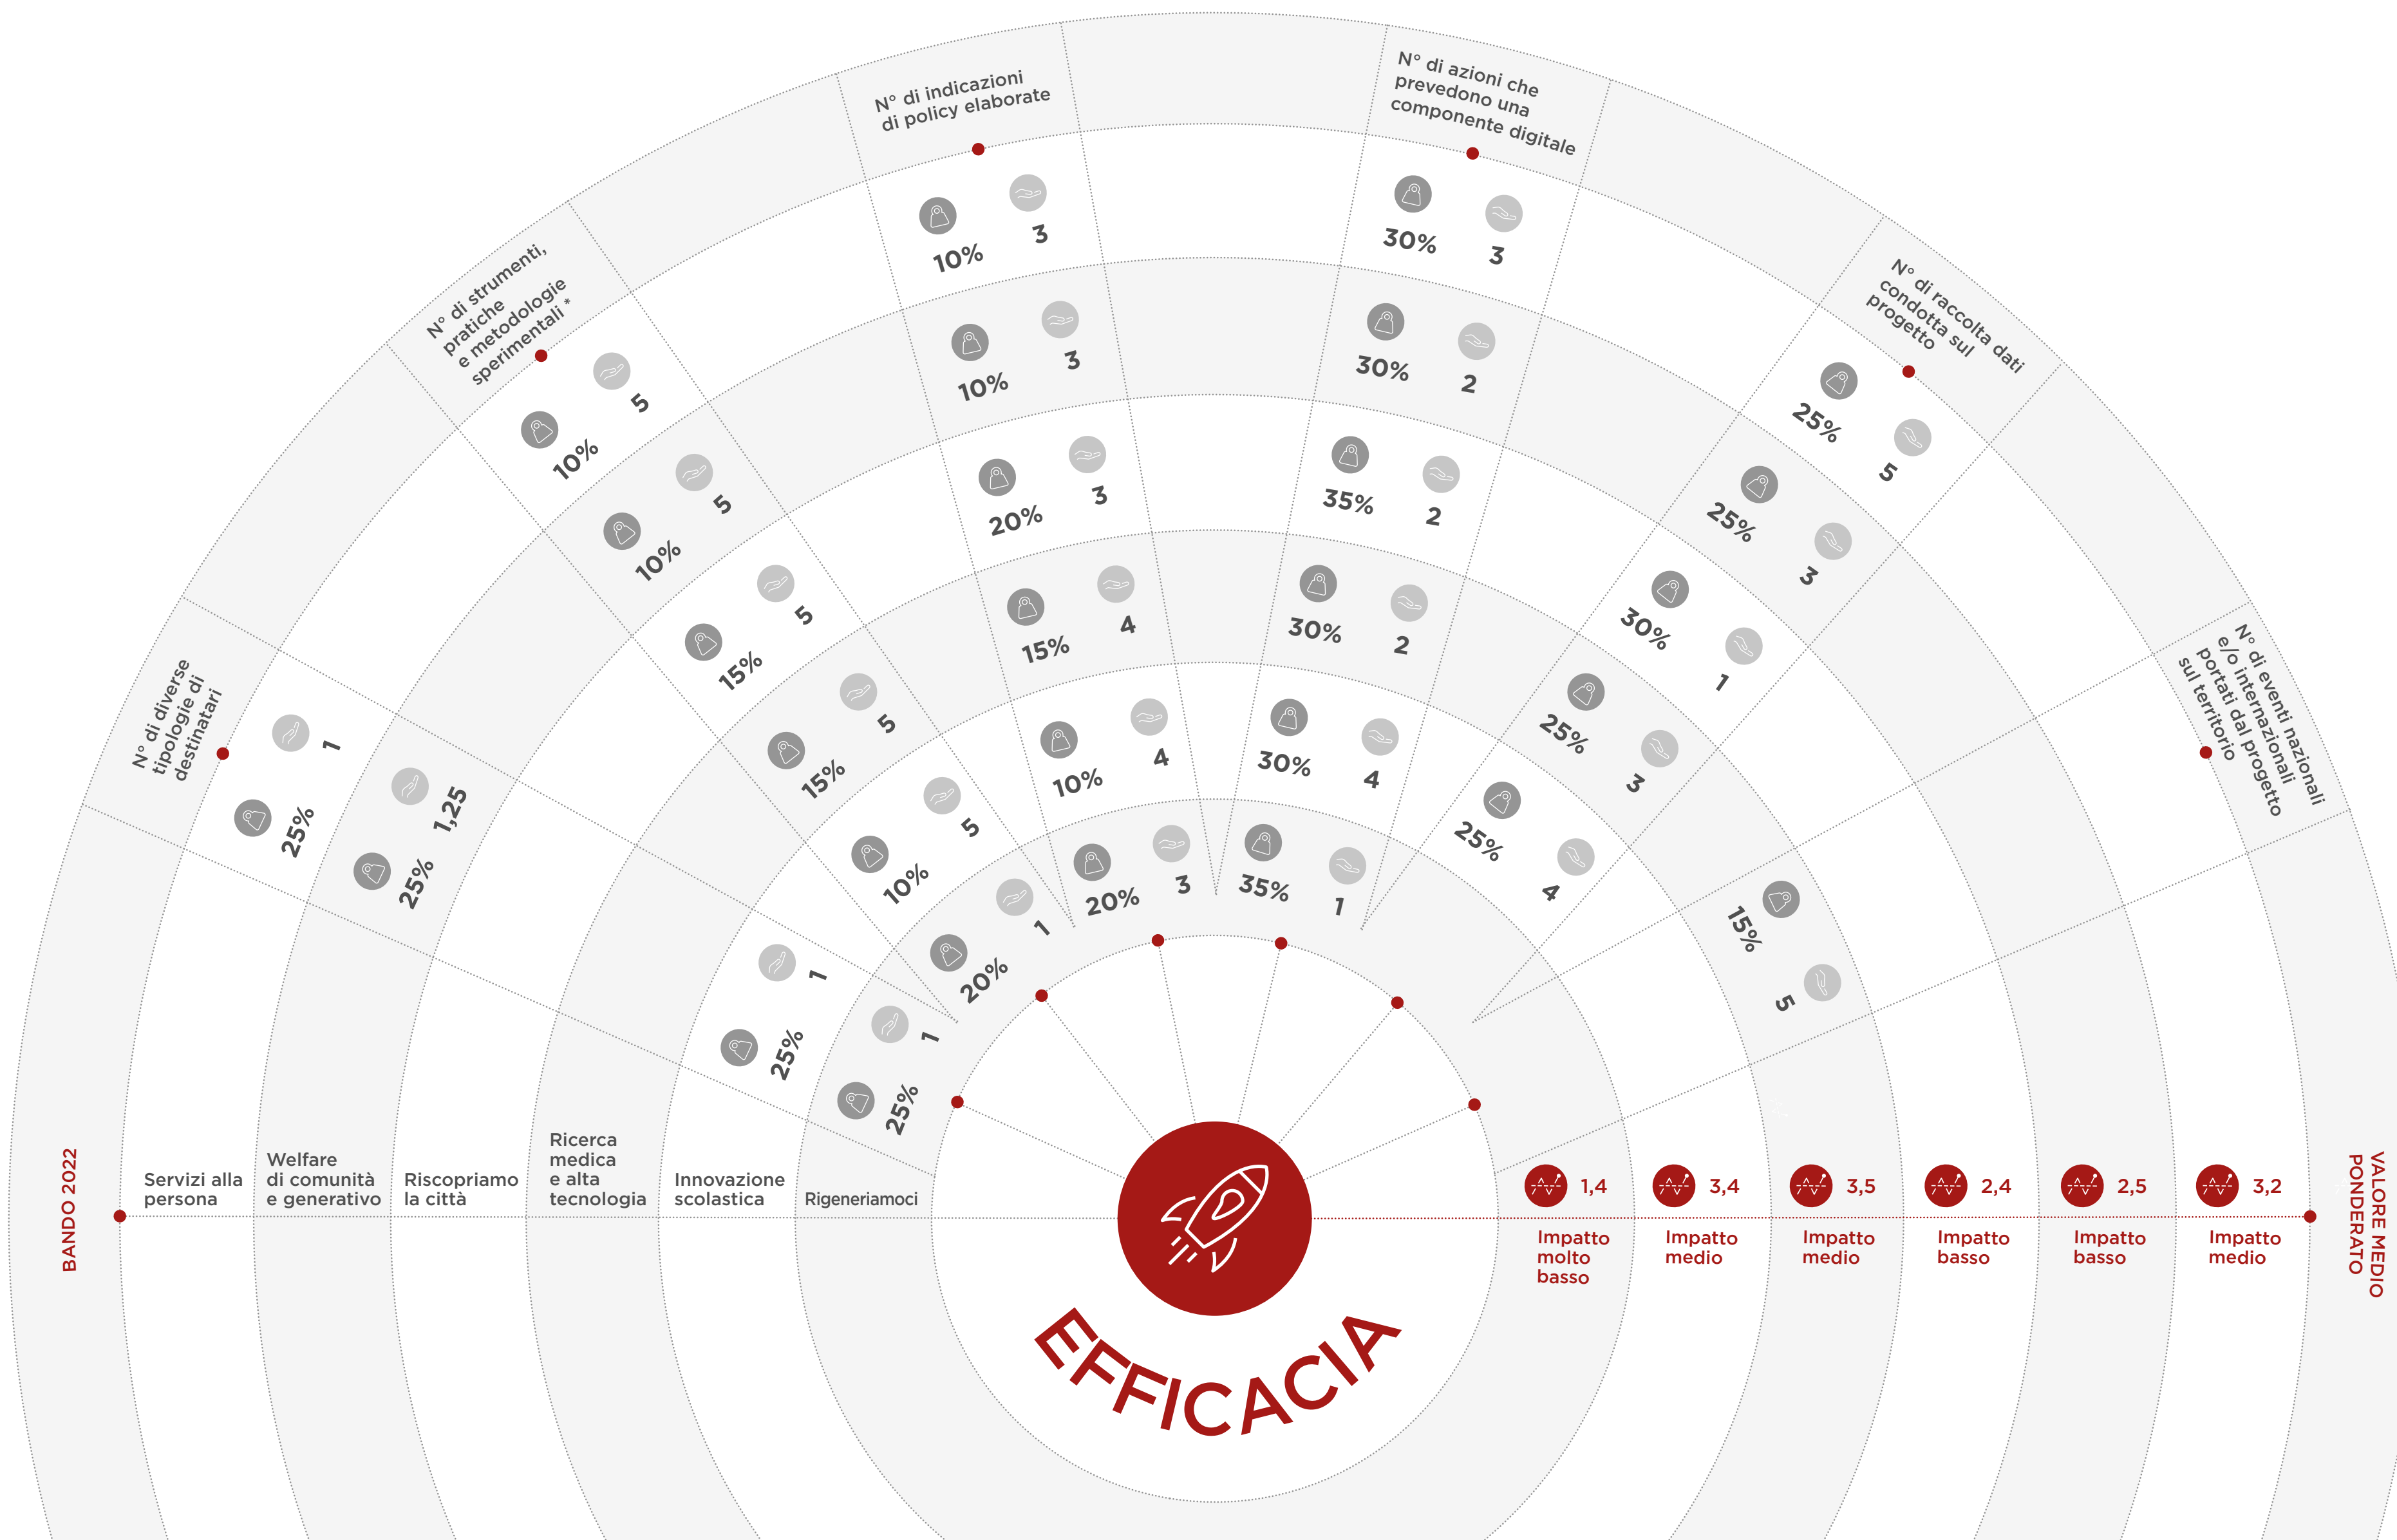 BANDO 2022
Servizi alla
persona
Welfare
di comunità
e generativo
Riscopriamo
la città
Ricerca
medica
e alta
tecnologia
Innovazione
scolastica
Rigeneriamoci
N° di diverse
tipologie di
destinatari
25%
1
25%
1,25
25%
1
25%
1
N° di strumenti,
pratiche
e metodologie
sperimentali *
10%
5
10%
5
15%
5
15%
5
10%
5
20%
1
N° di indicazioni
di policy elaborate
10%
3
10%
3
20%
3
15%
4
10%
4
20%
3
N° di azioni che
prevedono una
componente digitale
30%
3
30%
2
35%
2
30%
2
30%
4
35%
1
N° di raccolta dati
condotta sul
progetto
25%
5
25%
3
30%
1
25%
3
25%
4
N° di eventi nazionali
e/o internazionali
portati dal progetto
sul territorio
15%
5
1,4
Impatto
molto
basso
3,4
Impatto
medio
3,5
Impatto
medio
2,4
Impatto
basso
2,5
Impatto
basso
3,2
Impatto
medio
VALORE MEDIO
PONDERATO
EFFICACIA